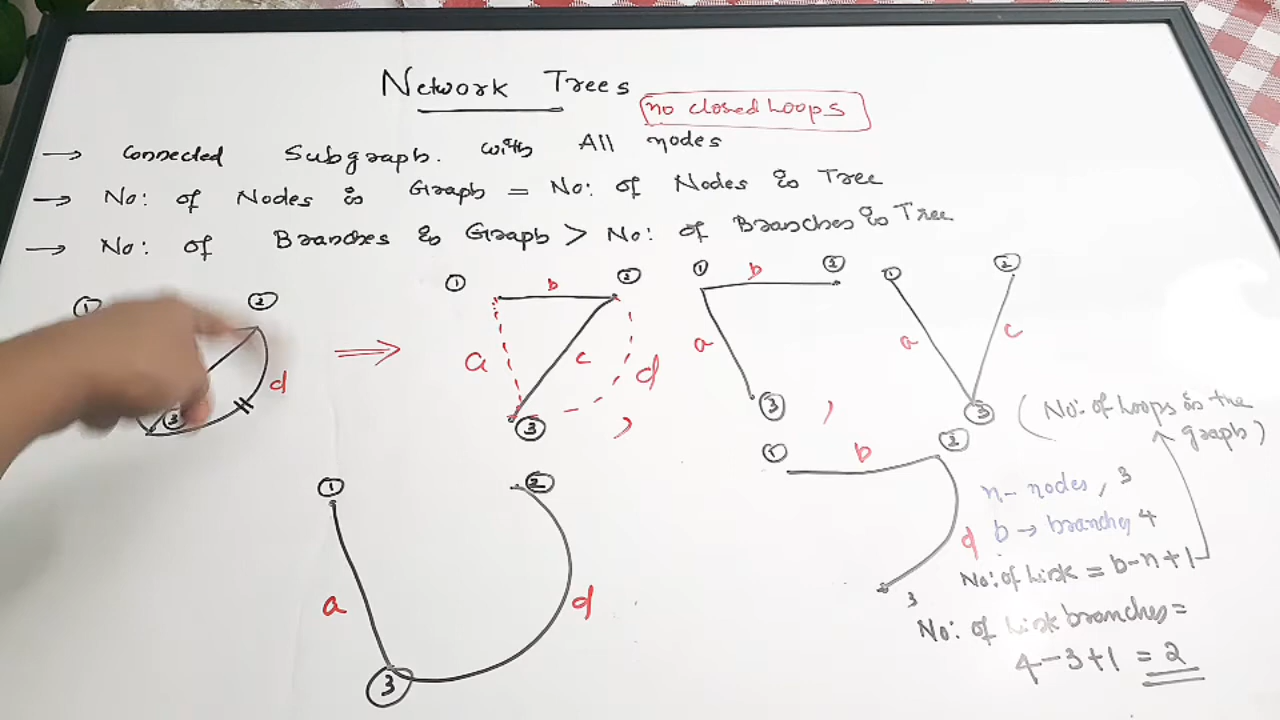 Network Trees
no closed Loops
→ Connected Subgraph. with All nodes
→ No: of Nodes in Graph = No: of Nodes in Tree
→ No: of Branches in Graph > No: of Branches in Tree
1 2 d 3
⇒
1 b 2 a c d 3 ,
1 b 2 a 3 ,
1 2 a c 3
(No: of loops in the graph)
1 b 2 d 3
n- nodes, 3
b → branches 4
No: of link = b-n+1
No: of link branches =
4-3+1 = 2
1 2 a d 3